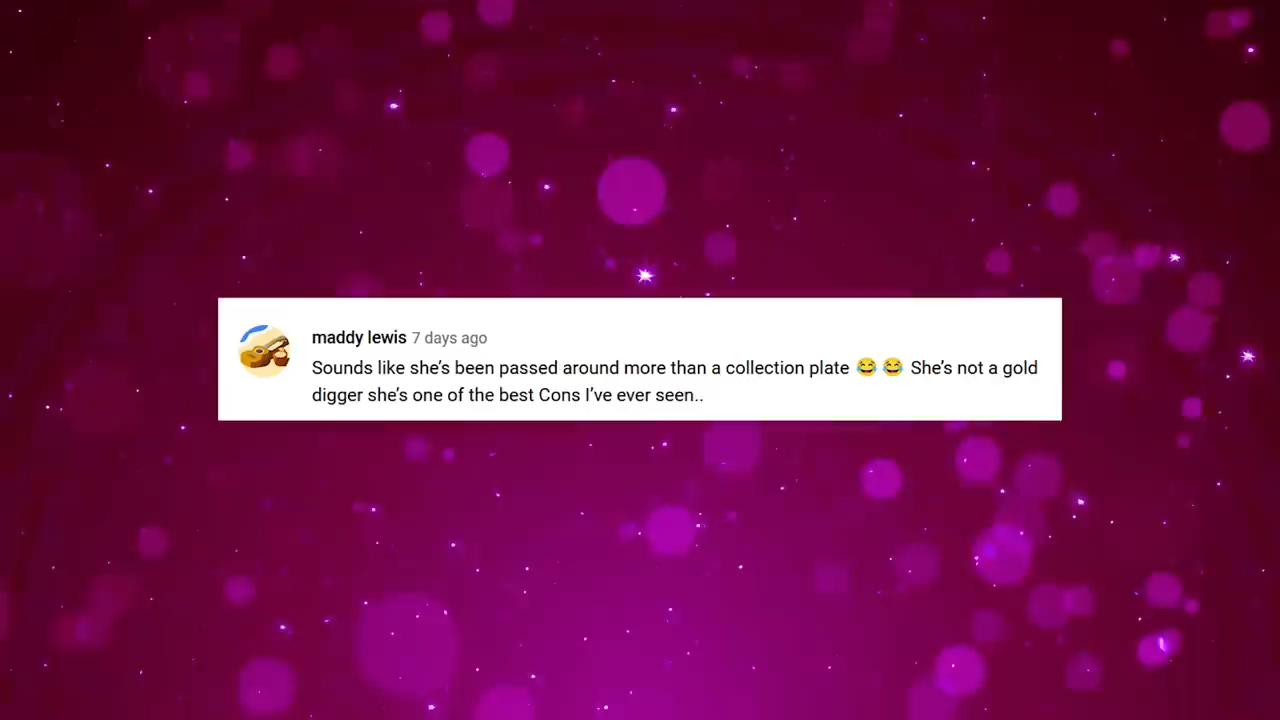 maddy lewis 7 days ago
Sounds like she's been passed around more than a collection plate 😂😂 She's not a gold
digger she's one of the best Cons I've ever seen..